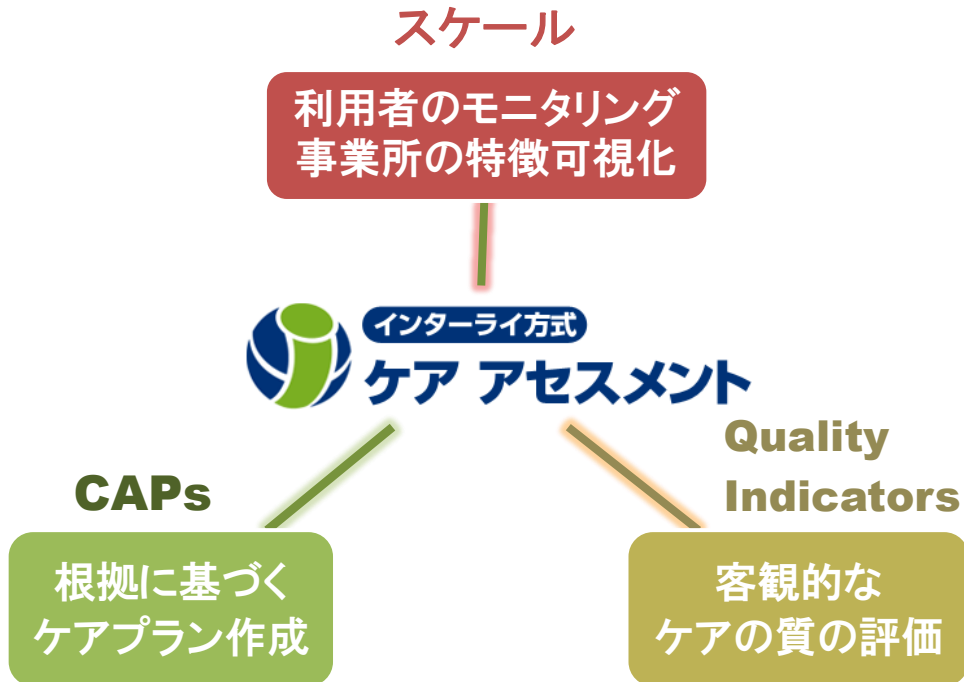 スケール
利用者のモニタリング
事業所の特徴可視化
インターライ方式
ケア アセスメント
CAPs
根拠に基づく
ケアプラン作成
Quality
Indicators
客観的な
ケアの質の評価